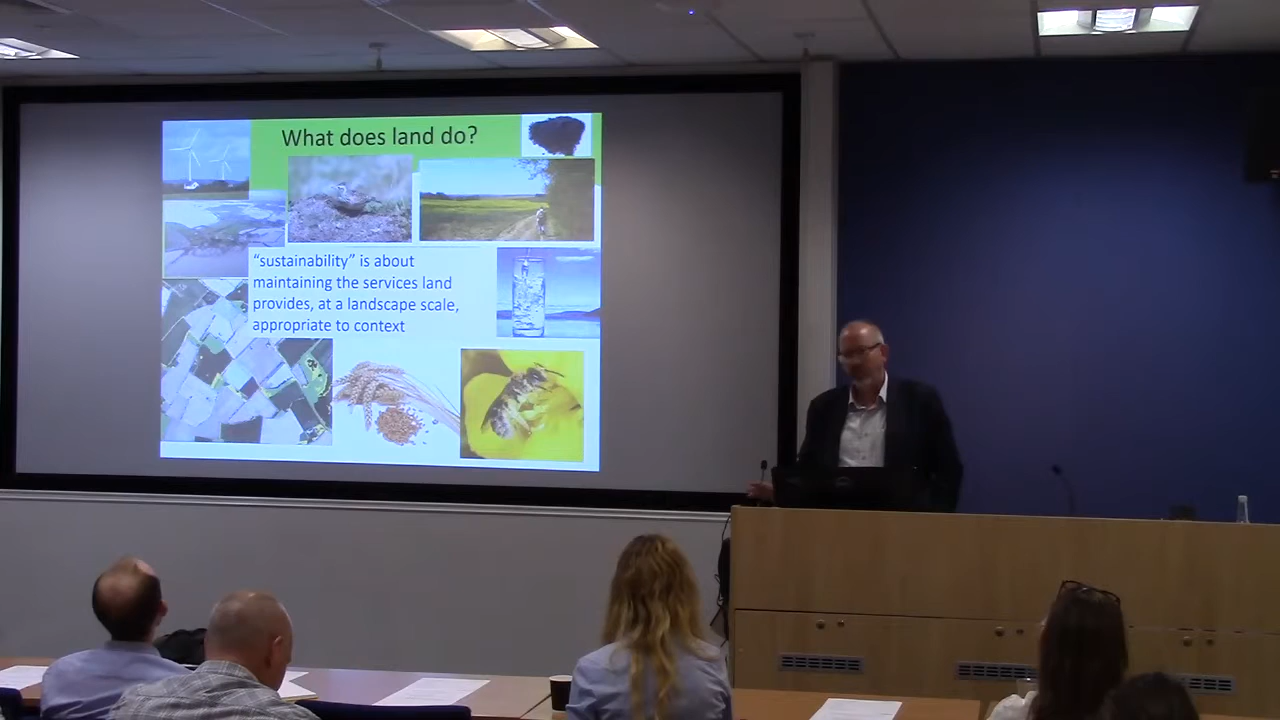 What does land do?
“sustainability” is about
maintaining the services land
provides, at a landscape scale,
appropriate to context